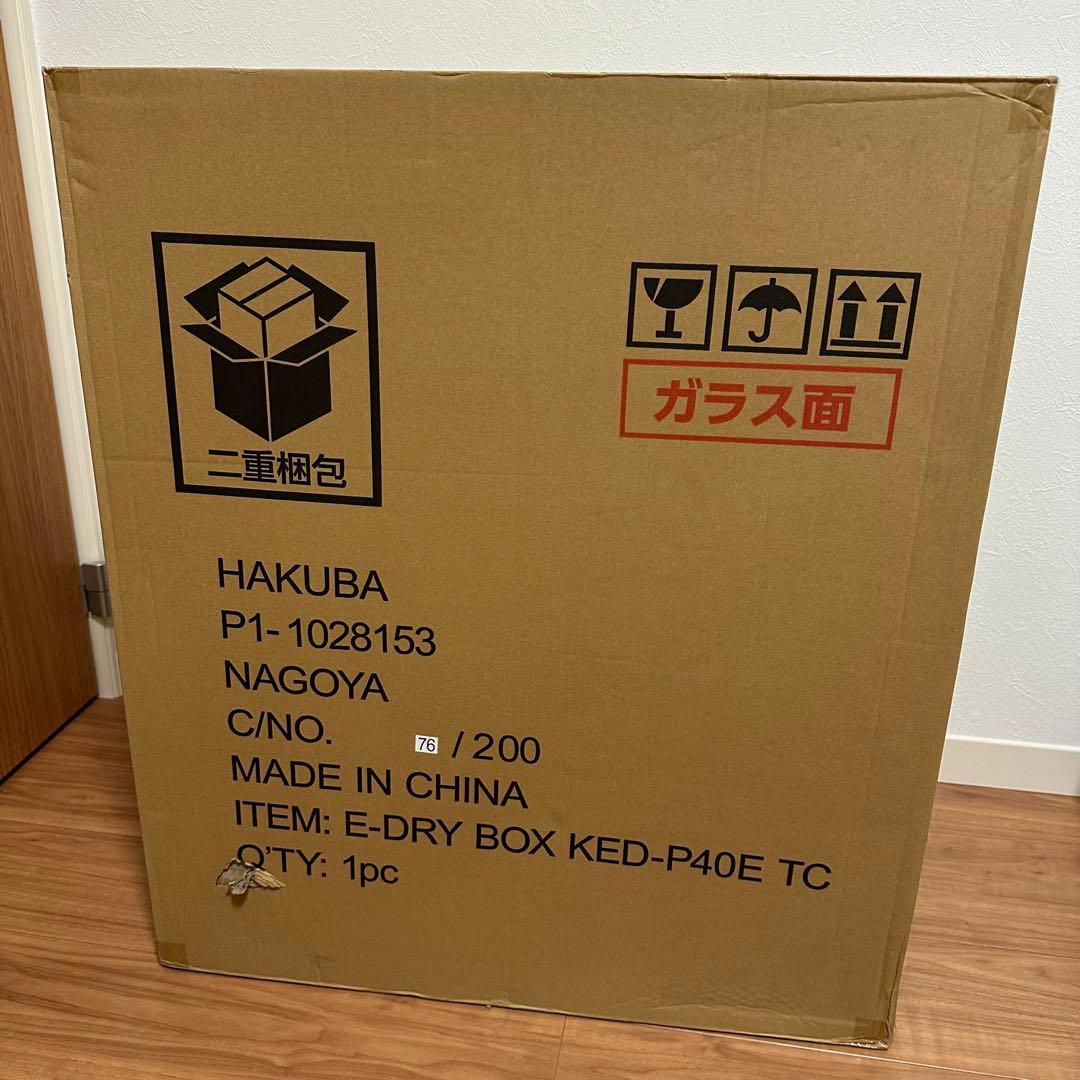 二重梱包
ガラス面
HAKUBA
P1-1028153
NAGOYA
C/NO. 76 / 200
MADE IN CHINA
ITEM: E-DRY BOX KED-P40E TC
Q'TY: 1pc